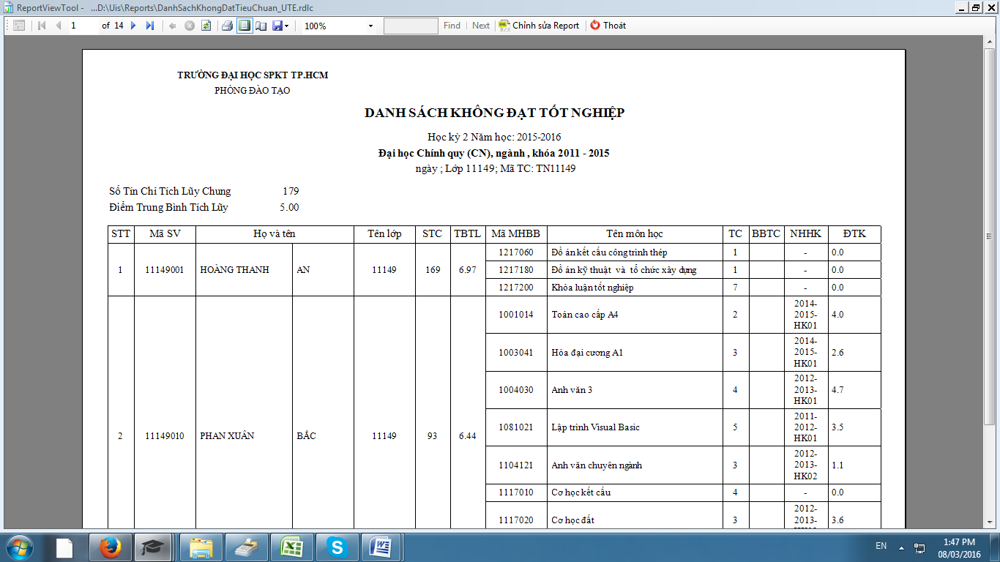 ReportViewTool - ...D:\Uis\Reports\DanhSachKhongDatTieuChuan_UTE.rdlc
1 of 14 100% Find | Next Chỉnh sửa Report Thoát
TRƯỜNG ĐẠI HỌC SPKT TP.HCM
PHÒNG ĐÀO TẠO
DANH SÁCH KHÔNG ĐẠT TỐT NGHIỆP
Học kỳ 2 Năm học: 2015-2016
Đại học Chính quy (CN), ngành , khóa 2011 - 2015
ngày ; Lớp 11149; Mã TC: TN11149
Số Tín Chỉ Tích Lũy Chung 179
Điểm Trung Bình Tích Lũy 5.00
STT Mã SV Họ và tên Tên lớp STC TBTL Mã MHBB Tên môn học TC BBTC NHHK ĐTK
1217060 Đồ án kết cấu công trình thép 1 - 0.0
1 11149001 HOÀNG THANH AN 11149 169 6.97 1217180 Đồ án kỹ thuật và tổ chức xây dựng 1 - 0.0
1217200 Khóa luận tốt nghiệp 7 - 0.0
1001014 Toán cao cấp A4 2 2014-2015-HK01 4.0
1003041 Hóa đại cương A1 3 2014-2015-HK01 2.6
1004030 Anh văn 3 4 2012-2013-HK01 4.7
2 11149010 PHAN XUÂN BẮC 11149 93 6.44 1081021 Lập trình Visual Basic 5 2011-2012-HK01 3.5
1104121 Anh văn chuyên ngành 3 2012-2013-HK02 1.1
1117010 Cơ học kết cấu 4 - 0.0
1117020 Cơ học đất 3 2012-2013- 3.6
EN 1:47 PM
08/03/2016